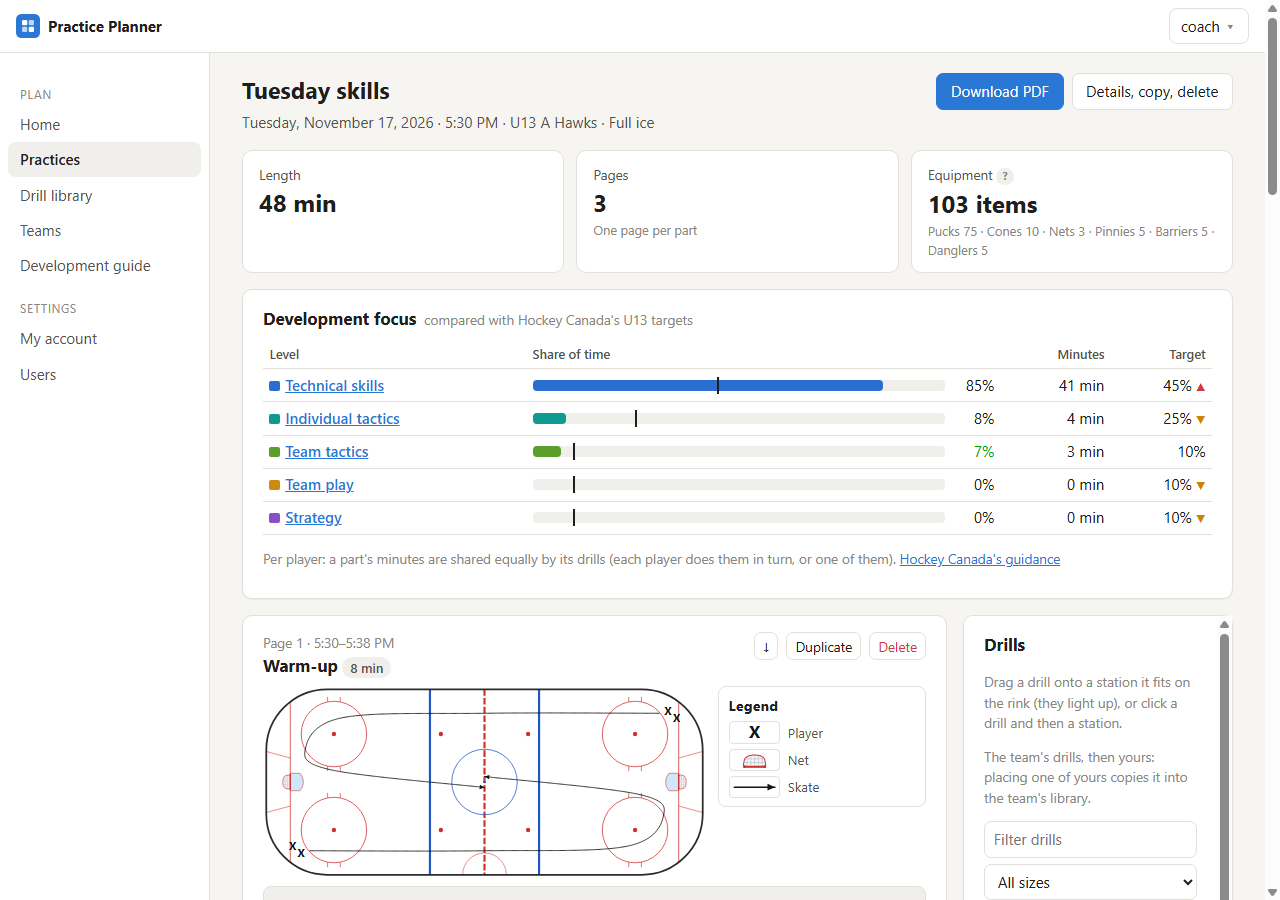 Practice Planner
coach
PLAN
Home
Practices
Drill library
Teams
Development guide
SETTINGS
My account
Users
Tuesday skills
Download PDF
Details, copy, delete
Tuesday, November 17, 2026 · 5:30 PM · U13 A Hawks · Full ice
Length
48 min
Pages
3
One page per part
Equipment ?
103 items
Pucks 75 · Cones 10 · Nets 3 · Pinnies 5 · Barriers 5 ·
Danglers 5
Development focus compared with Hockey Canada's U13 targets
Level Share of time Minutes Target
Technical skills 85% 41 min 45% ▲
Individual tactics 8% 4 min 25% ▼
Team tactics 7% 3 min 10%
Team play 0% 0 min 10% ▼
Strategy 0% 0 min 10% ▼
Per player: a part's minutes are shared equally by its drills (each player does them in turn, or one of them). Hockey Canada's guidance
Page 1 · 5:30–5:38 PM
Warm-up 8 min
↓ Duplicate Delete
X
X
X
X
Legend
X Player
Net
Skate
Drills
Drag a drill onto a station it fits on
the rink (they light up), or click a
drill and then a station.
The team's drills, then yours:
placing one of yours copies it into
the team's library.
Filter drills
All sizes